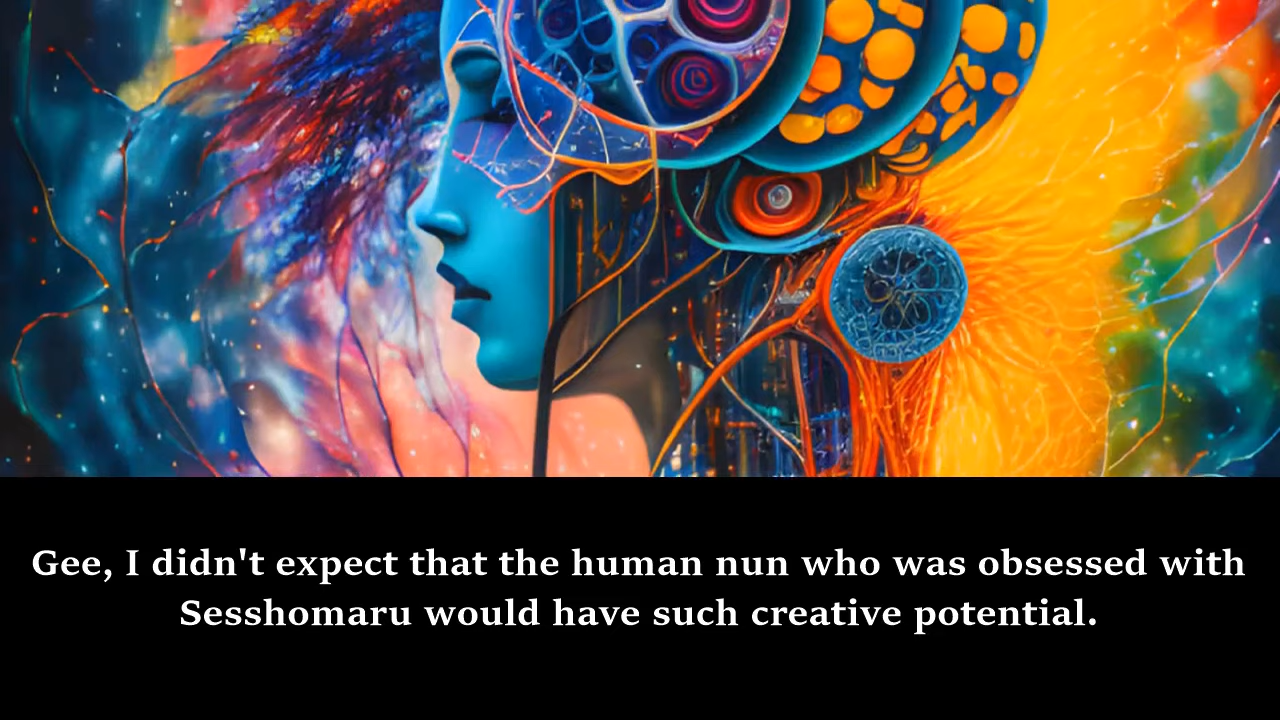 Gee, I didn't expect that the human nun who was obsessed with
Sesshomaru would have such creative potential.